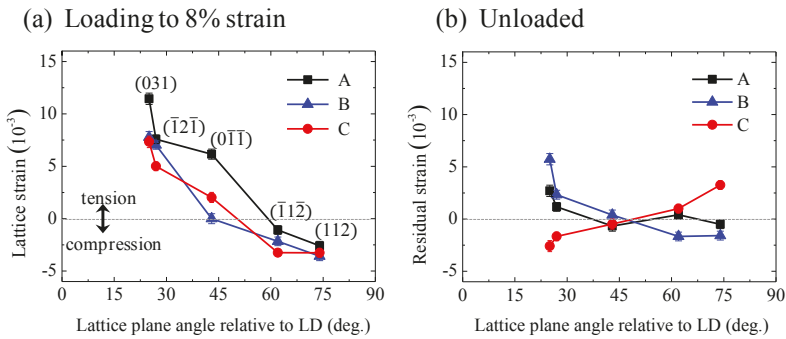 (a) Loading to 8% strain
Lattice strain (10⁻³)
15
10
5
0
-5
(031)
(1̄21̄)
(01̄1̄)
(1̄12̄)
(112)
A
B
C
tension
compression
0 15 30 45 60 75 90
Lattice plane angle relative to LD (deg.)
(b) Unloaded
Residual strain (10⁻³)
15
10
5
0
-5
A
B
C
0 15 30 45 60 75 90
Lattice plane angle relative to LD (deg.)